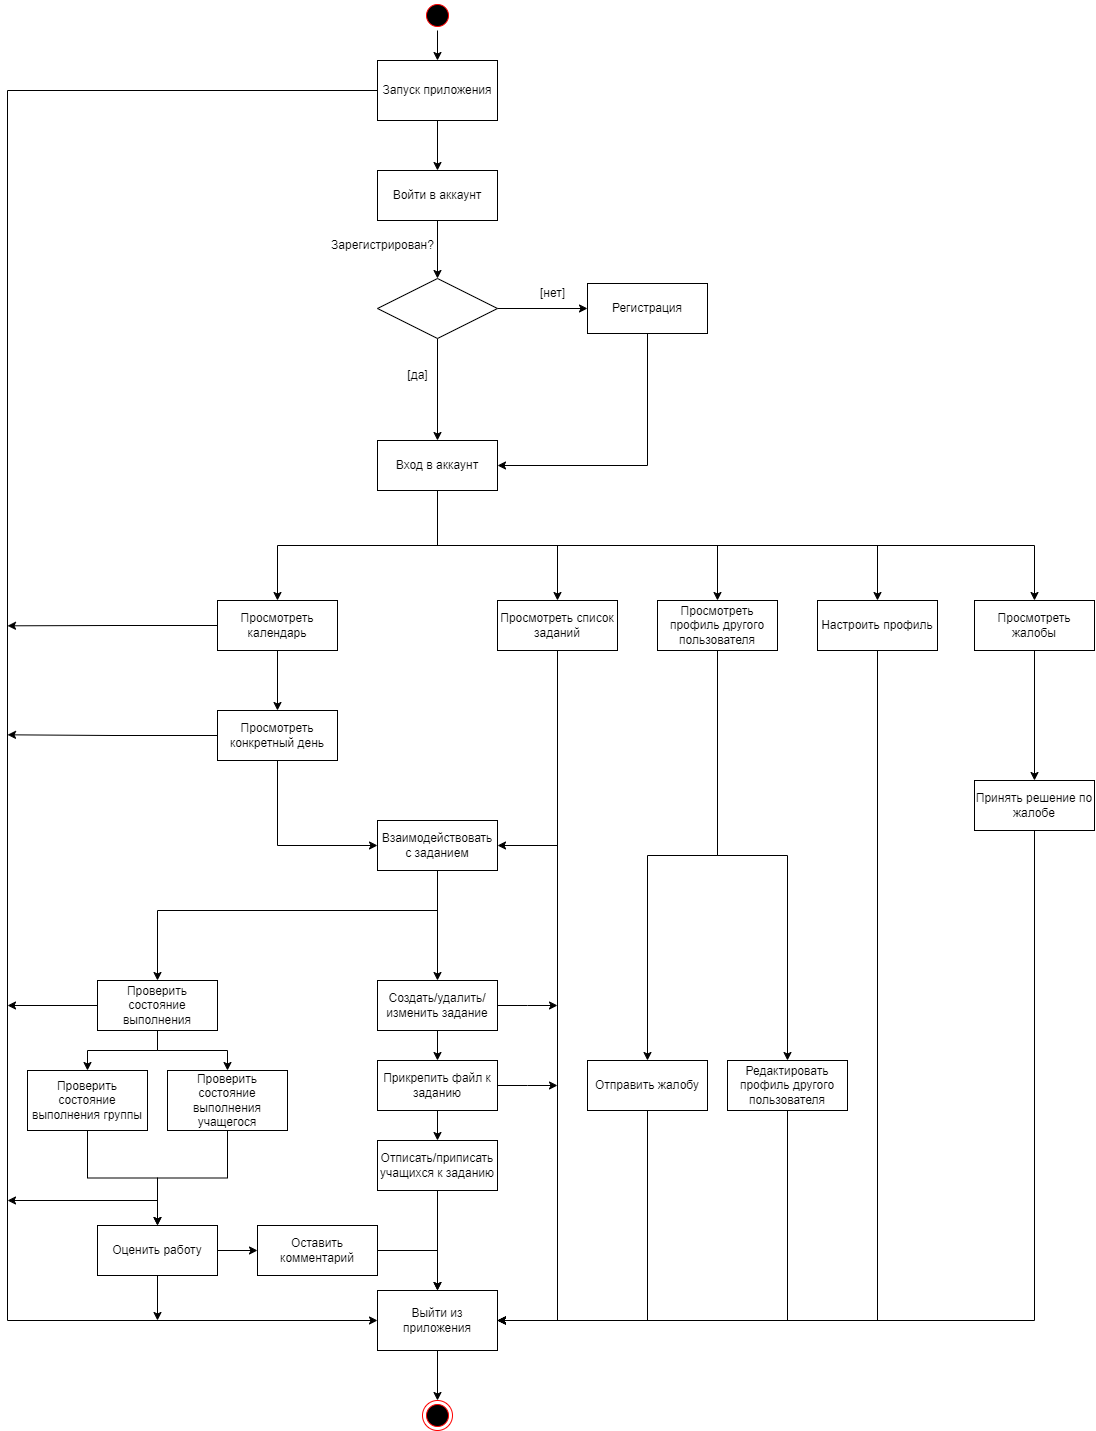 Запуск приложения
Войти в аккаунт
Зарегистрирован?
[нет]
Регистрация
[да]
Вход в аккаунт
Просмотреть
календарь
Просмотреть список
заданий
Просмотреть
профиль другого
пользователя
Настроить профиль
Просмотреть
жалобы
Просмотреть
конкретный день
Принять решение по
жалобе
Взаимодействовать
с заданием
Проверить
состояние
выполнения
Создать/удалить/
изменить задание
Проверить
состояние
выполнения группы
Проверить
состояние
выполнения
учащегося
Прикрепить файл к
заданию
Отправить жалобу
Редактировать
профиль другого
пользователя
Отписать/приписать
учащихся к заданию
Оценить работу
Оставить
комментарий
Выйти из
приложения